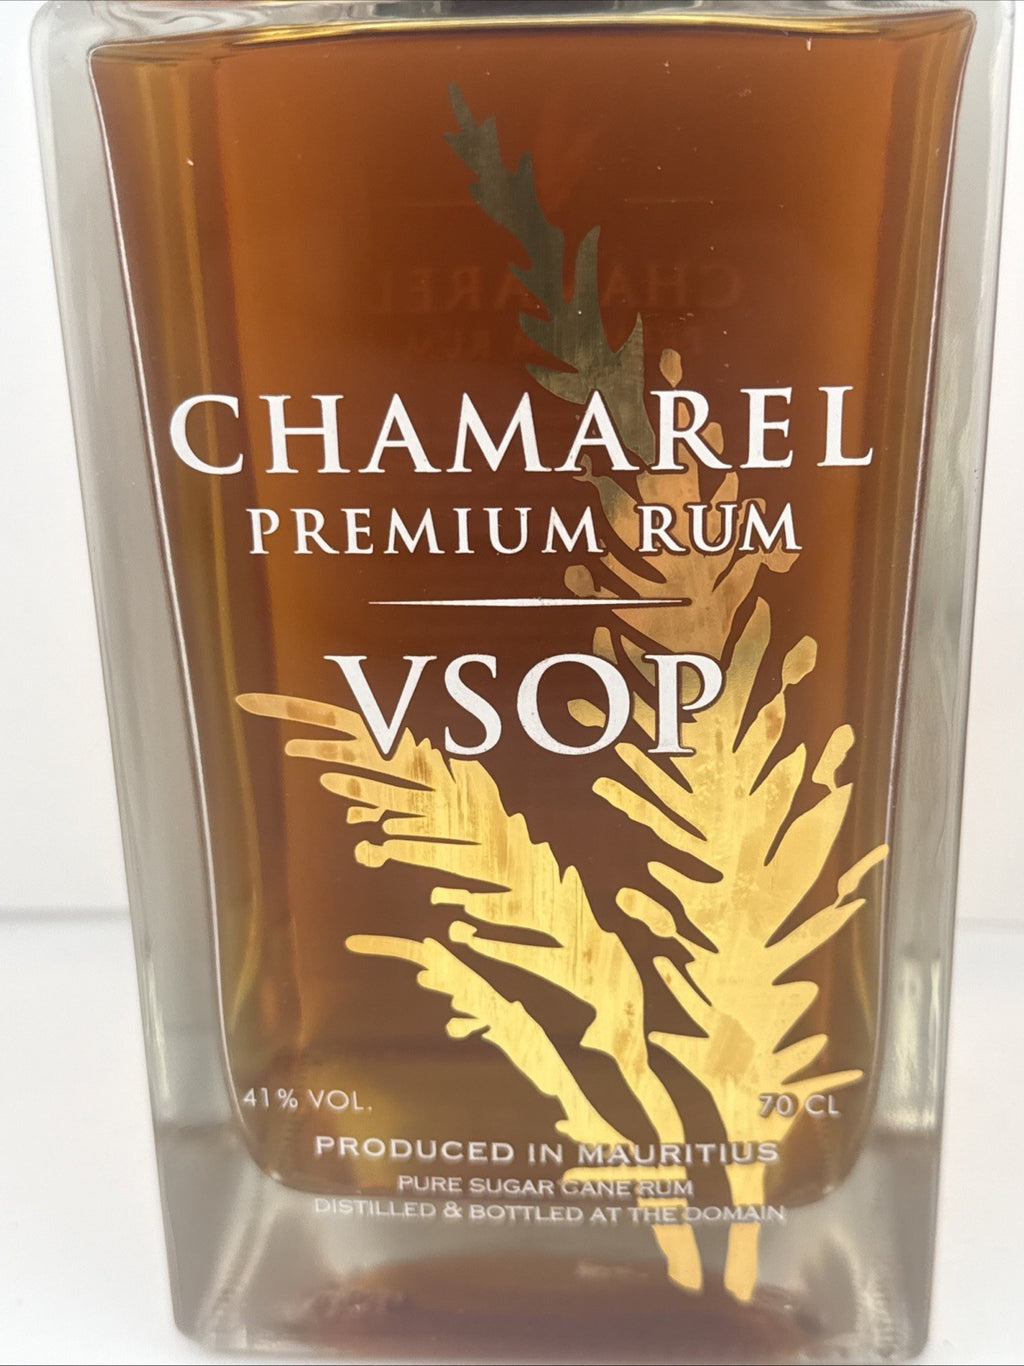 CHAMAREL
PREMIUM RUM
VSOP
41% VOL.
70 CL
PRODUCED IN MAURITIUS
PURE SUGAR CANE RUM
DISTILLED & BOTTLED AT THE DOMAIN